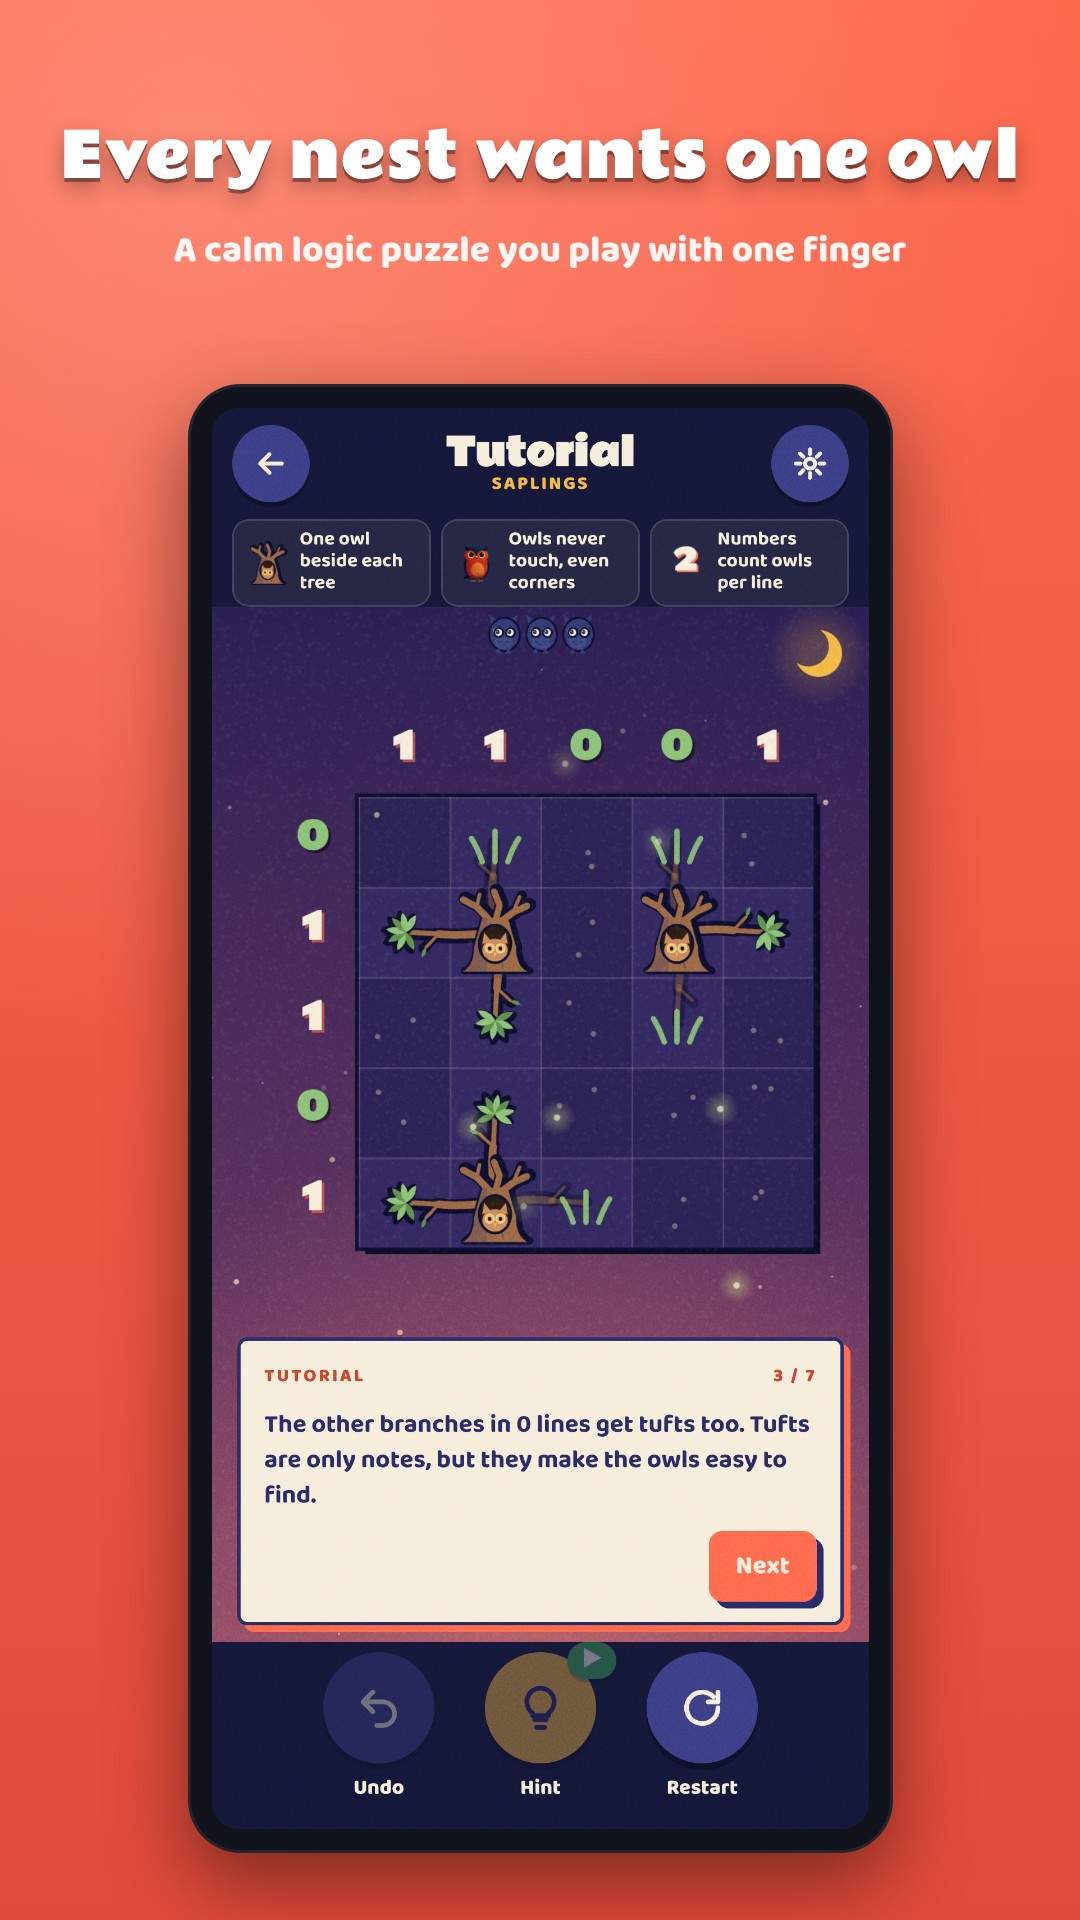 Every nest wants one owl
A calm logic puzzle you play with one finger
Tutorial
SAPLINGS
One owl
beside each
tree
Owls never
touch, even
corners
2
Numbers
count owls
per line
1 1 0 0 1
0
1
1
0
1
TUTORIAL
3 / 7
The other branches in 0 lines get tufts too. Tufts
are only notes, but they make the owls easy to
find.
Next
Undo
Hint
Restart